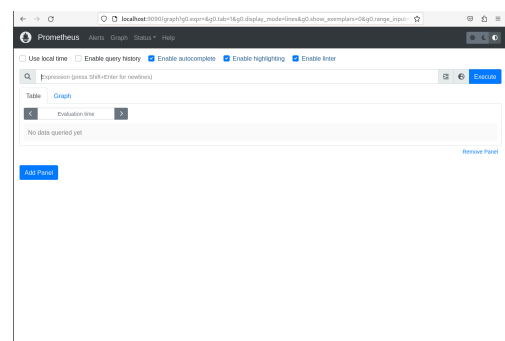 localhost:9090/graph?g0.expr=&g0.tab=1&g0.display_mode=lines&g0.show_exemplars=0&g0.range_input=
Prometheus Alerts Graph Status Help
Use local time Enable query history Enable autocomplete Enable highlighting Enable linter
Expression (press Shift+Enter for newlines) Execute
Table Graph
Evaluation time
No data queried yet
Remove Panel
Add Panel